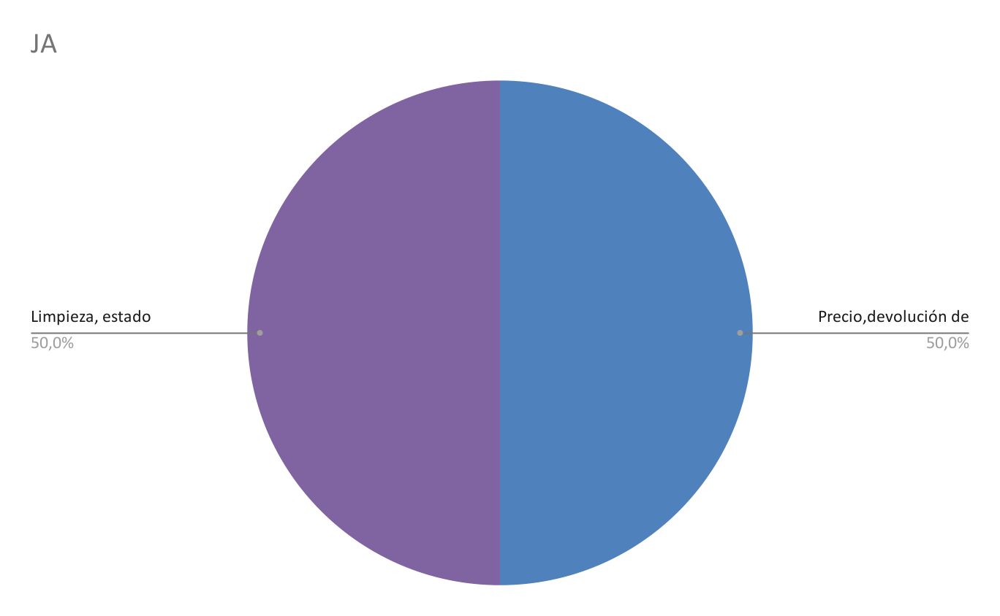 JA
Limpieza, estado
50,0%
Precio,devolución de
50,0%